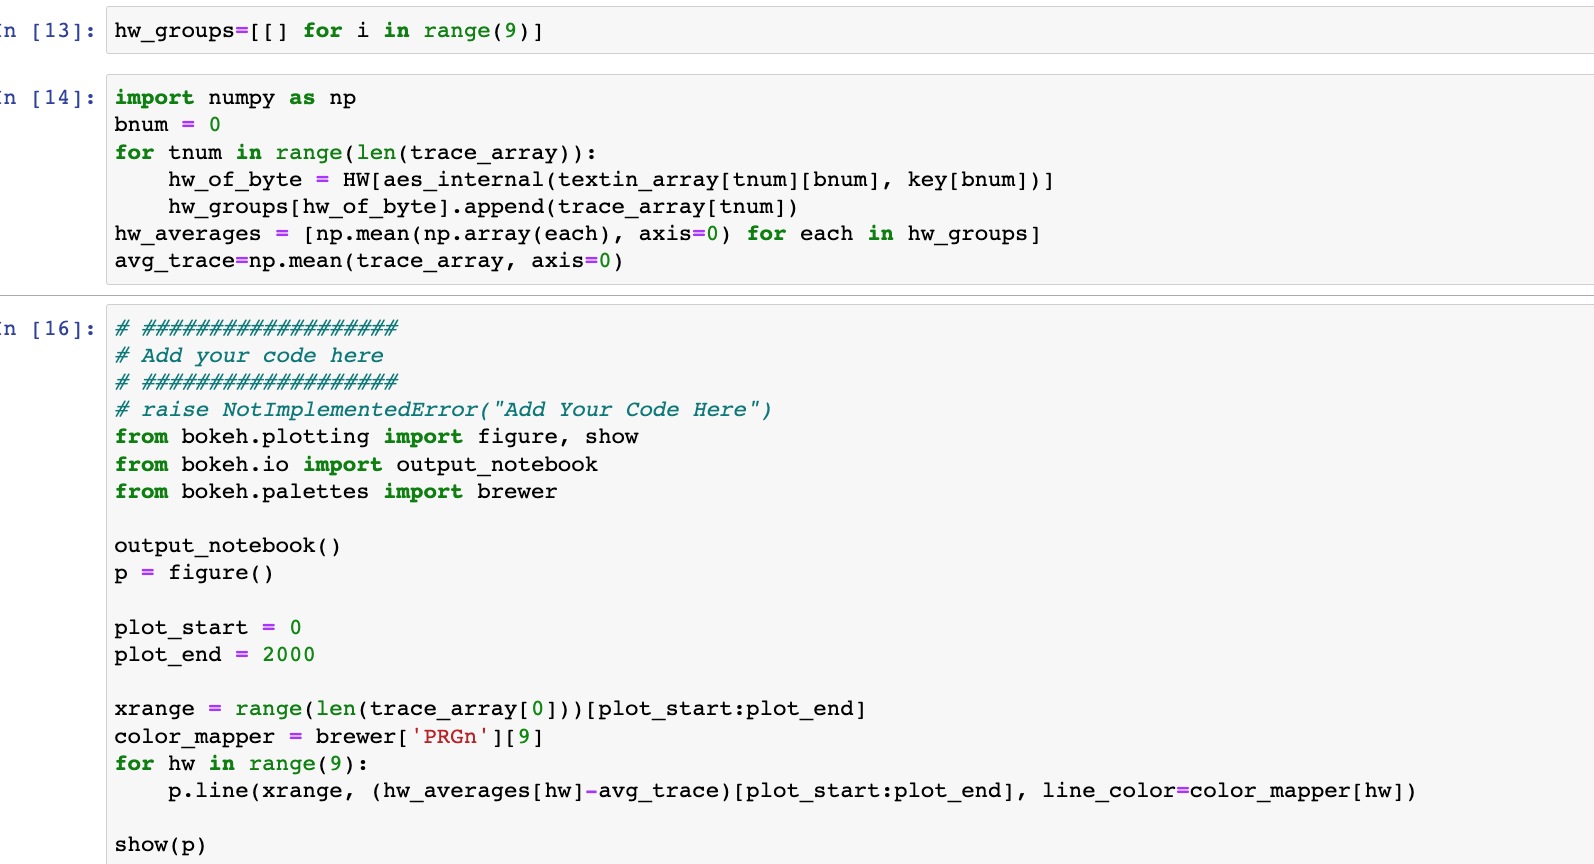 n [13]: hw_groups=[[] for i in range(9)]
n [14]: import numpy as np
bnum = 0
for tnum in range(len(trace_array)):
    hw_of_byte = HW[aes_internal(textin_array[tnum][bnum], key[bnum])]
    hw_groups[hw_of_byte].append(trace_array[tnum])
hw_averages = [np.mean(np.array(each), axis=0) for each in hw_groups]
avg_trace=np.mean(trace_array, axis=0)
n [16]: # ###################
# Add your code here
# ###################
# raise NotImplementedError("Add Your Code Here")
from bokeh.plotting import figure, show
from bokeh.io import output_notebook
from bokeh.palettes import brewer
output_notebook()
p = figure()
plot_start = 0
plot_end = 2000
xrange = range(len(trace_array[0]))[plot_start:plot_end]
color_mapper = brewer['PRGn'][9]
for hw in range(9):
    p.line(xrange, (hw_averages[hw]-avg_trace)[plot_start:plot_end], line_color=color_mapper[hw])
show(p)